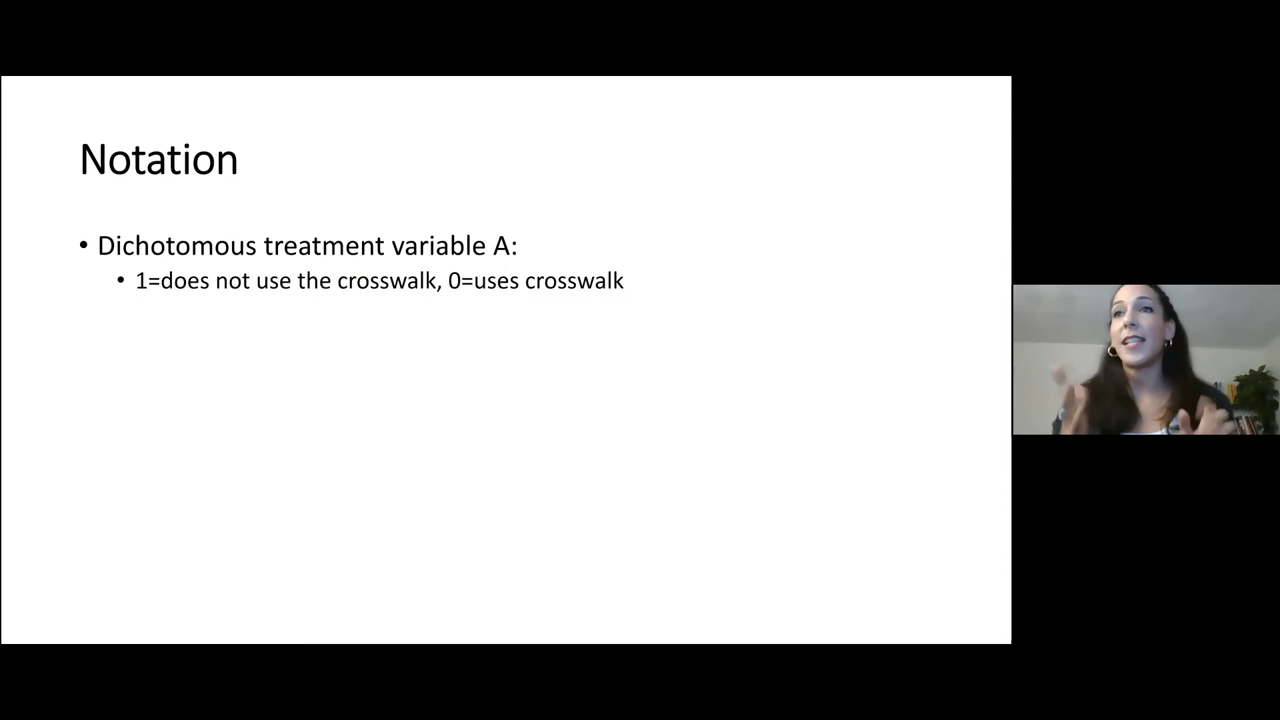 Notation
• Dichotomous treatment variable A:
• 1=does not use the crosswalk, 0=uses crosswalk